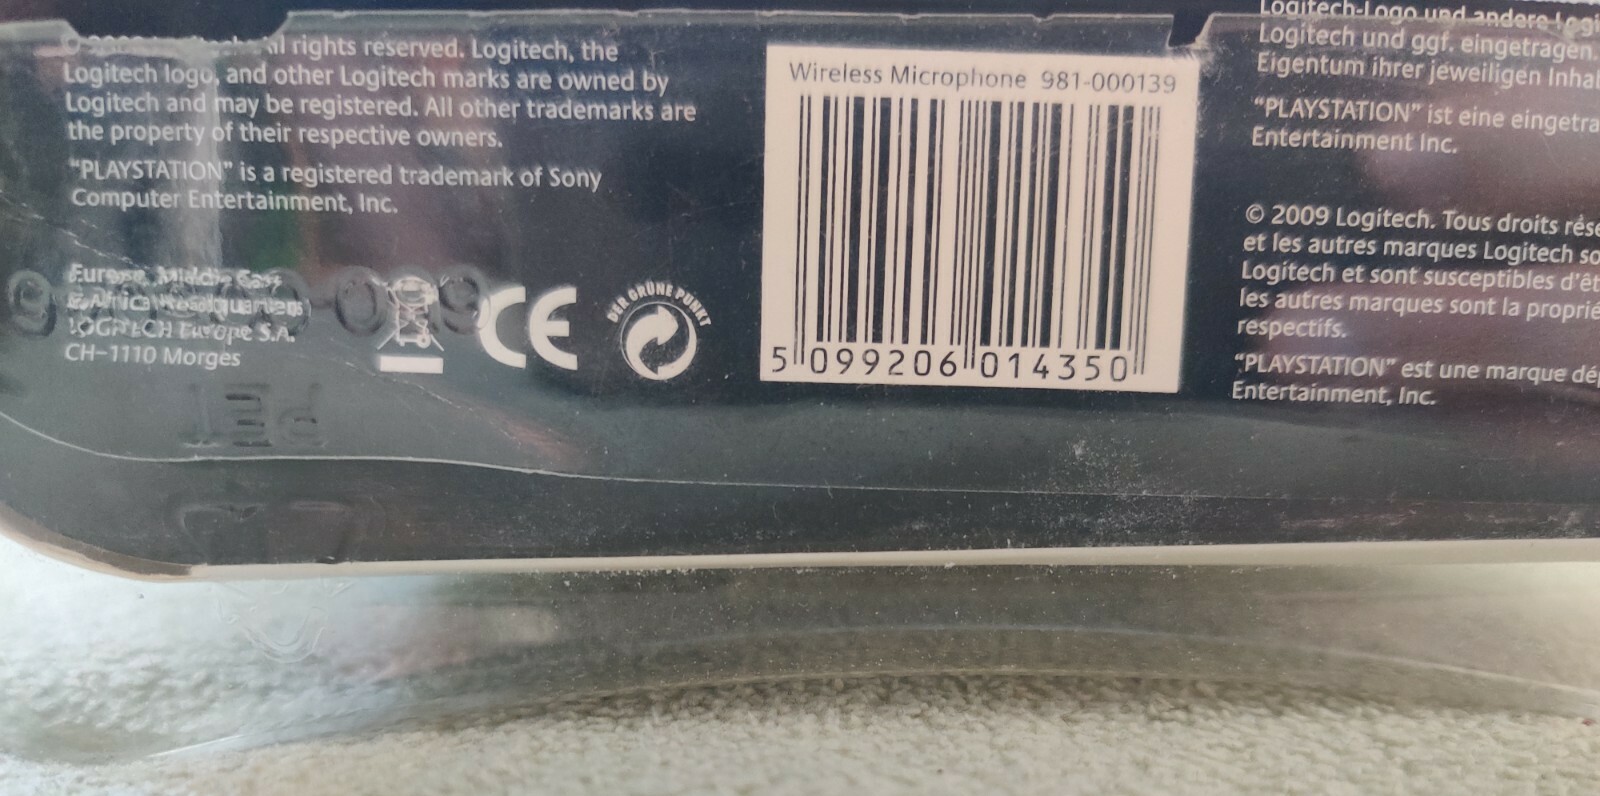 all rights reserved. Logitech, the
Logitech logo, and other Logitech marks are owned by
Logitech and may be registered. All other trademarks are
the property of their respective owners.
“PLAYSTATION” is a registered trademark of Sony
Computer Entertainment, Inc.
Europe, Middle East
& Africa Headquarters
LOGITECH Europe S.A.
CH-1110 Morges
CE
DER GRÜNE PUNKT
Wireless Microphone 981-000139
5 099206 014350
Logitech-Logo und andere
Logitech und ggf. eingetragen.
Eigentum ihrer jeweiligen
“PLAYSTATION” ist eine
Entertainment Inc.
© 2009 Logitech. Tous droits
et les autres marques Logitech
Logitech et sont susceptibles
les autres marques sont la
respectifs.
“PLAYSTATION” est une marque
Entertainment, Inc.